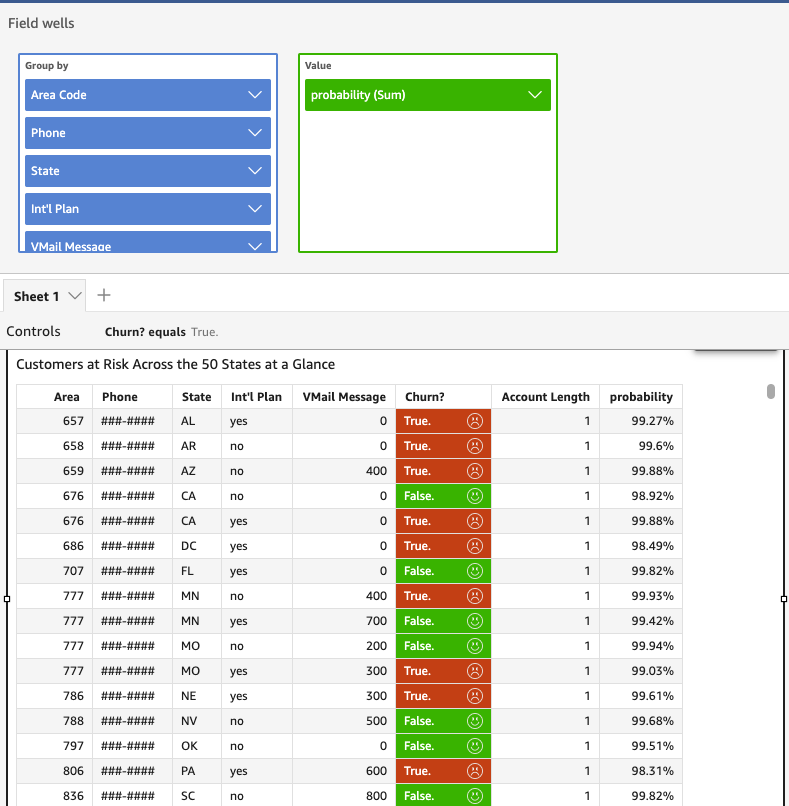 Field wells
Group by
Value
Area Code
probability (Sum)
Phone
State
Int'l Plan
VMail Message
Sheet 1
Controls Churn? equals True.
Customers at Risk Across the 50 States at a Glance
Area Phone State Int'l Plan VMail Message Churn? Account Length probability
657 ###-#### AL yes 0 True. 1 99.27%
658 ###-#### AR no 0 True. 1 99.6%
659 ###-#### AZ no 400 True. 1 99.88%
676 ###-#### CA no 0 False. 1 98.92%
676 ###-#### CA yes 0 True. 1 99.88%
686 ###-#### DC yes 0 True. 1 98.49%
707 ###-#### FL yes 0 False. 1 99.82%
777 ###-#### MN no 400 True. 1 99.93%
777 ###-#### MN yes 700 False. 1 99.42%
777 ###-#### MO no 200 False. 1 99.94%
777 ###-#### MO yes 300 True. 1 99.03%
786 ###-#### NE yes 300 True. 1 99.61%
788 ###-#### NV no 500 False. 1 99.68%
797 ###-#### OK no 0 False. 1 99.51%
806 ###-#### PA yes 600 True. 1 98.31%
836 ###-#### SC no 800 False. 1 99.82%